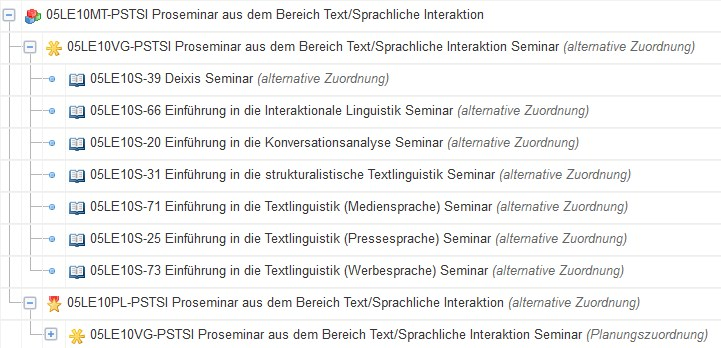 05LE10MT-PSTSI Proseminar aus dem Bereich Text/Sprachliche Interaktion
05LE10VG-PSTSI Proseminar aus dem Bereich Text/Sprachliche Interaktion Seminar (alternative Zuordnung)
05LE10S-39 Deixis Seminar (alternative Zuordnung)
05LE10S-66 Einführung in die Interaktionale Linguistik Seminar (alternative Zuordnung)
05LE10S-20 Einführung in die Konversationsanalyse Seminar (alternative Zuordnung)
05LE10S-31 Einführung in die strukturalistische Textlinguistik Seminar (alternative Zuordnung)
05LE10S-71 Einführung in die Textlinguistik (Mediensprache) Seminar (alternative Zuordnung)
05LE10S-25 Einführung in die Textlinguistik (Pressesprache) Seminar (alternative Zuordnung)
05LE10S-73 Einführung in die Textlinguistik (Werbesprache) Seminar (alternative Zuordnung)
05LE10PL-PSTSI Proseminar aus dem Bereich Text/Sprachliche Interaktion (alternative Zuordnung)
05LE10VG-PSTSI Proseminar aus dem Bereich Text/Sprachliche Interaktion Seminar (Planungszuordnung)